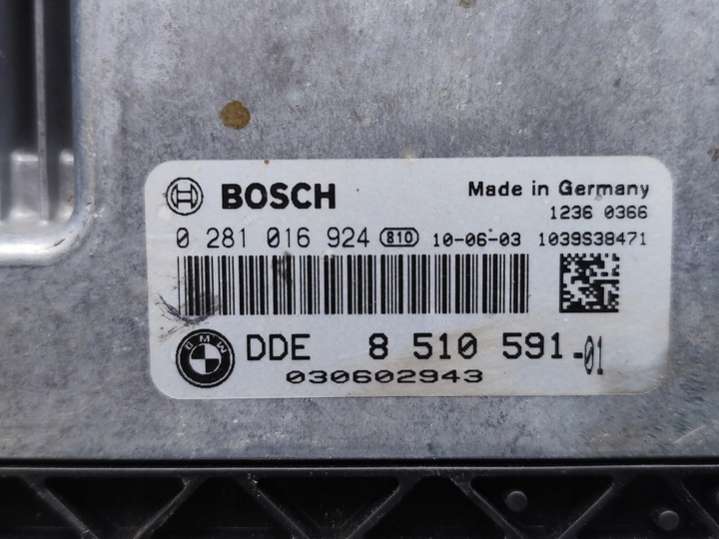 BOSCH Made in Germany
1236 0366
0 281 016 924 810 10-06-03 1039S38471
BMW DDE 8 510 591-01
030602943